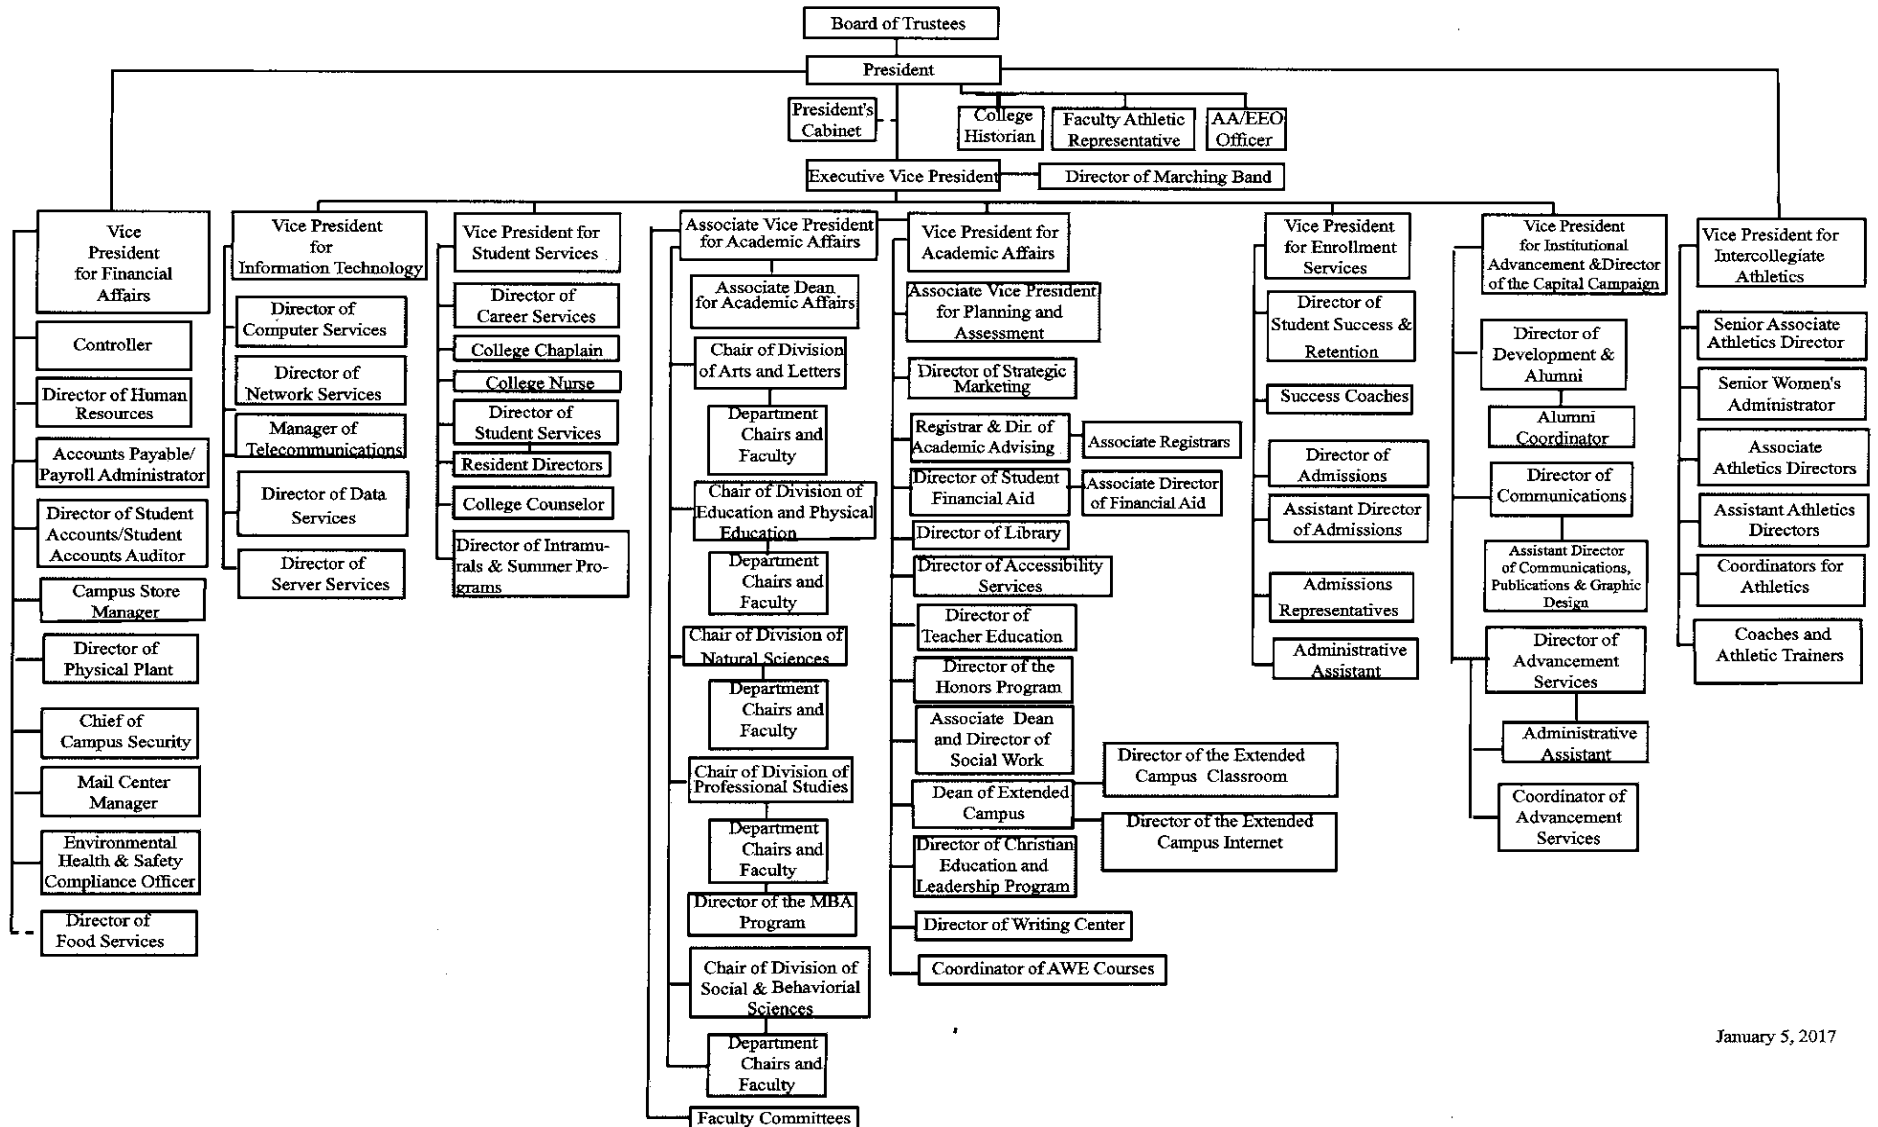 Board of Trustees
President
President's
Cabinet
College
Historian
Faculty Athletic
Representative
AA/EEO
Officer
Executive Vice President
Director of Marching Band
Vice
President
for Financial
Affairs
Controller
Director of Human
Resources
Accounts Payable/
Payroll Administrator
Director of Student
Accounts/Student
Accounts Auditor
Campus Store
Manager
Director of
Physical Plant
Chief of
Campus Security
Mail Center
Manager
Environmental
Health & Safety
Compliance Officer
Director of
Food Services
Vice President
for
Information Technology
Director of
Computer Services
Director of
Network Services
Manager of
Telecommunications
Director of Data
Services
Director of
Server Services
Vice President for
Student Services
Director of
Career Services
College Chaplain
College Nurse
Director of
Student Services
Resident Directors
College Counselor
Director of Intramu-
rals & Summer Pro-
grams
Associate Vice President
for Academic Affairs
Associate Dean
for Academic Affairs
Chair of Division
of Arts and Letters
Department
Chairs and
Faculty
Chair of Division of
Education and Physical
Education
Department
Chairs and
Faculty
Chair of Division of
Natural Sciences
Department
Chairs and
Faculty
Chair of Division of
Professional Studies
Department
Chairs and
Faculty
Director of the MBA
Program
Chair of Division of
Social & Behaviorial
Sciences
Department
Chairs and
Faculty
Faculty Committees
Vice President for
Academic Affairs
Associate Vice President
for Planning and
Assessment
Director of Strategic
Marketing
Registrar & Dir. of
Academic Advising
Associate Registrars
Director of Student
Financial Aid
Associate Director
of Financial Aid
Director of Library
Director of Accessibility
Services
Director of
Teacher Education
Director of the
Honors Program
Associate Dean
and Director of
Social Work
Dean of Extended
Campus
Director of the Extended
Campus Classroom
Director of the Extended
Campus Internet
Director of Christian
Education and
Leadership Program
Director of Writing Center
Coordinator of AWE Courses
Vice President
for Enrollment
Services
Director of
Student Success &
Retention
Success Coaches
Director of
Admissions
Assistant Director
of Admissions
Admissions
Representatives
Administrative
Assistant
Vice President
for Institutional
Advancement &Director
of the Capital Campaign
Director of
Development &
Alumni
Alumni
Coordinator
Director of
Communications
Assistant Director
of Communications,
Publications & Graphic
Design
Director of
Advancement
Services
Administrative
Assistant
Coordinator of
Advancement
Services
Vice President for
Intercollegiate
Athletics
Senior Associate
Athletics Director
Senior Women's
Administrator
Associate
Athletics Directors
Assistant Athletics
Directors
Coordinators for
Athletics
Coaches and
Athletic Trainers
January 5, 2017